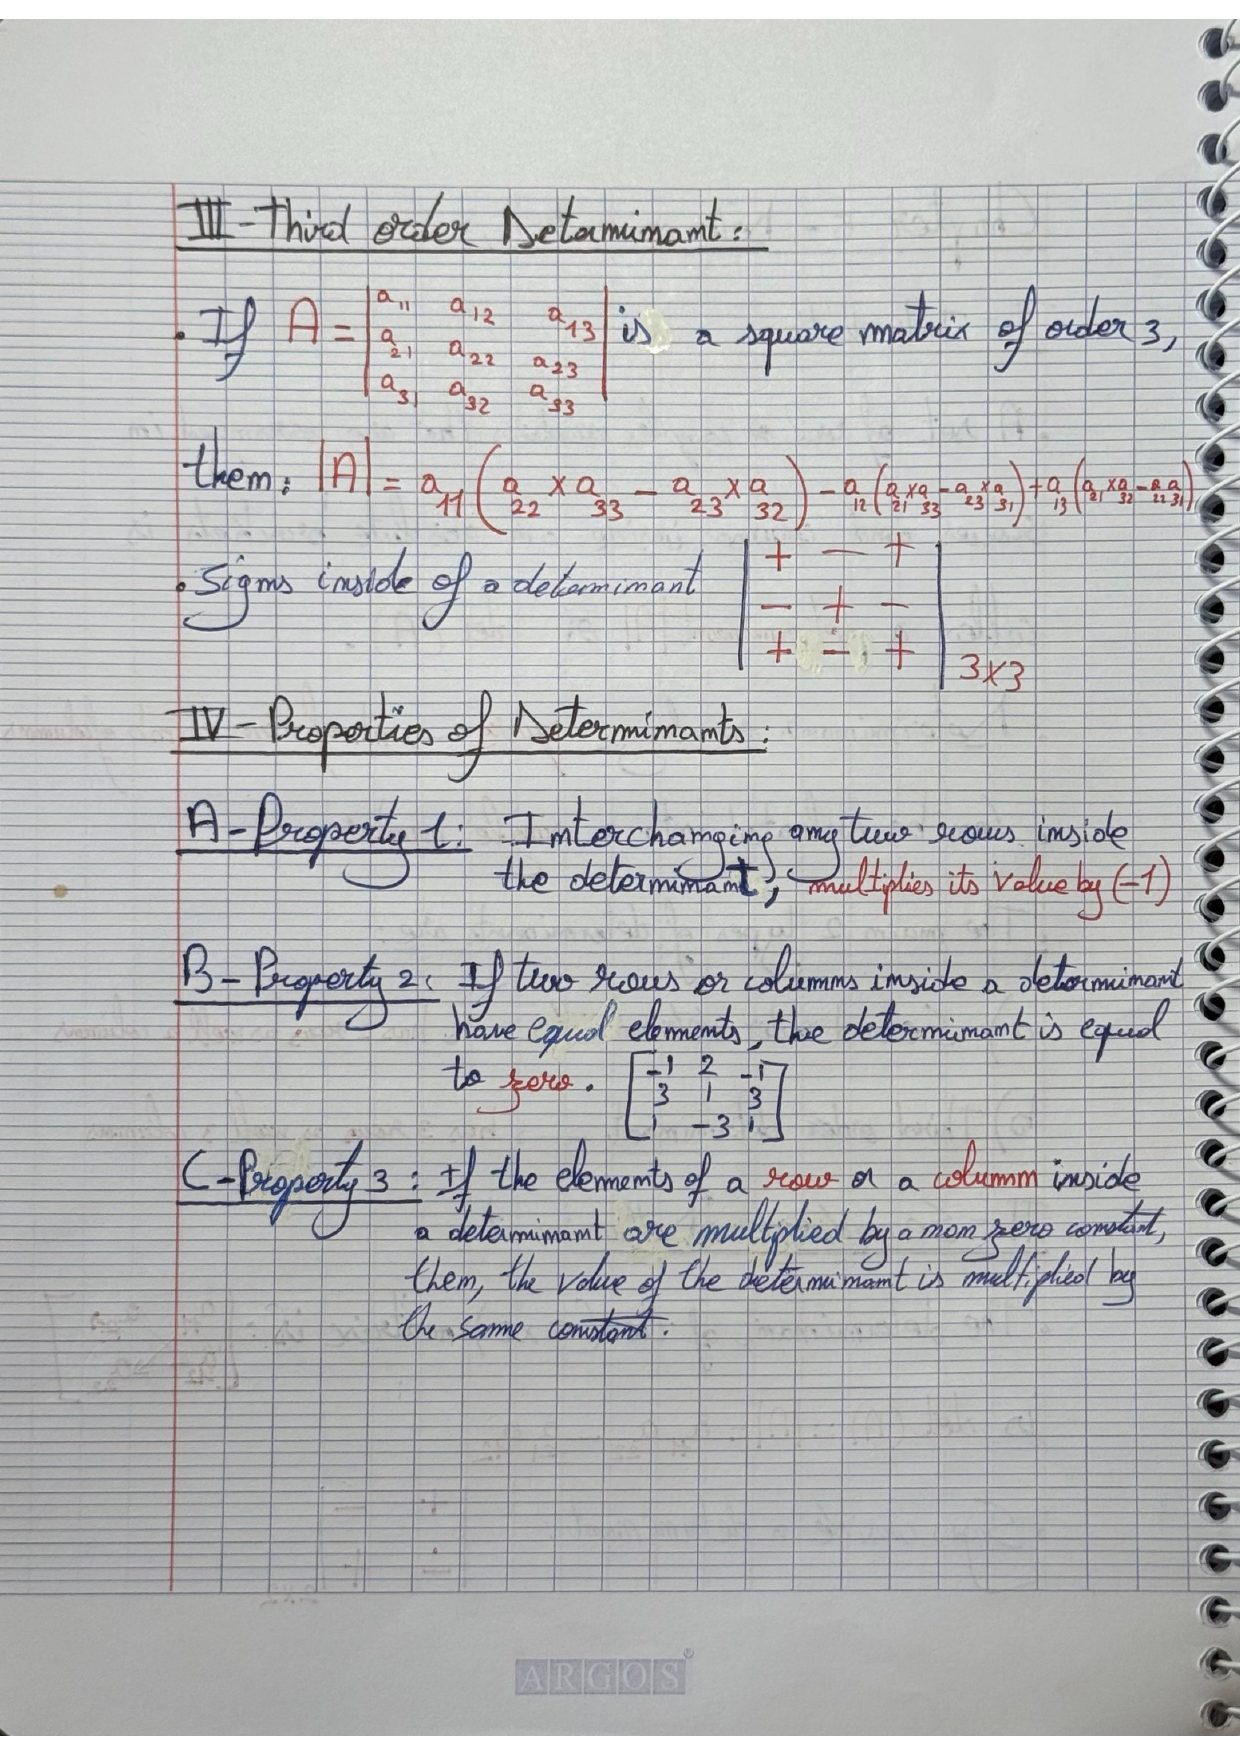 III - Third order Determinant:
. If A = | a11 a12 a13 | is a square matrix of order 3,
| a21 a22 a23 |
| a31 a32 a33 |
then: |A| = a11 (a22 × a33 - a23 × a32) - a12 (a21 × a33 - a23 × a31) + a13 (a21 × a32 - a22 a31)
. Signs inside of a determinant
| + - + |
| - + - |
| + - + | 3×3
IV - Properties of Determinants:
A - Property 1: Interchanging any two rows inside
the determinant, multiplies its value by (-1)
B - Property 2: If two rows or columns inside a determinant
have equal elements, the determinant is equal
to zero. [ -1 2 -1
3 1 3
1 -3 1 ]
C - Property 3: If the elements of a row or a column inside
a determinant are multiplied by a non zero constant,
then, the value of the determinant is multiplied by
the same constant.
ARGOS®